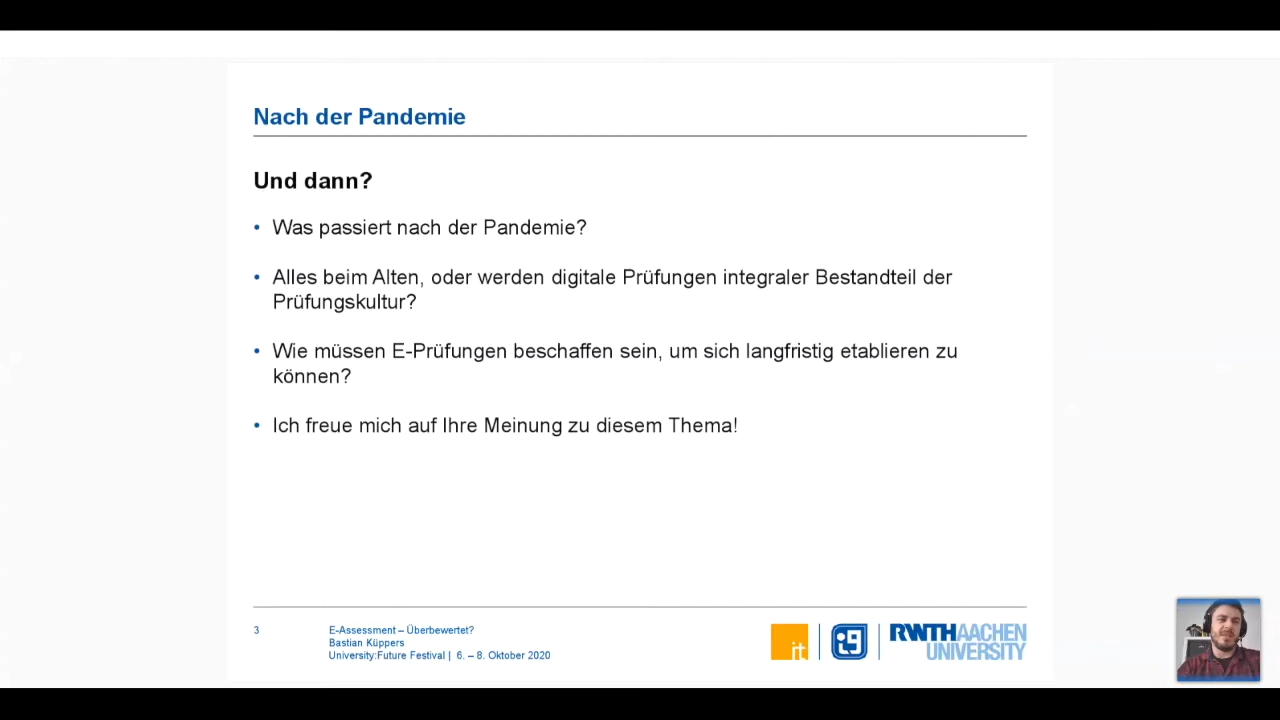 Nach der Pandemie
Und dann?
• Was passiert nach der Pandemie?
• Alles beim Alten, oder werden digitale Prüfungen integraler Bestandteil der
Prüfungskultur?
• Wie müssen E-Prüfungen beschaffen sein, um sich langfristig etablieren zu
können?
• Ich freue mich auf Ihre Meinung zu diesem Thema!
3
E-Assessment – Überbewertet?
Bastian Küppers
University:Future Festival | 6. – 8. Oktober 2020
it
RWTHAACHEN
UNIVERSITY